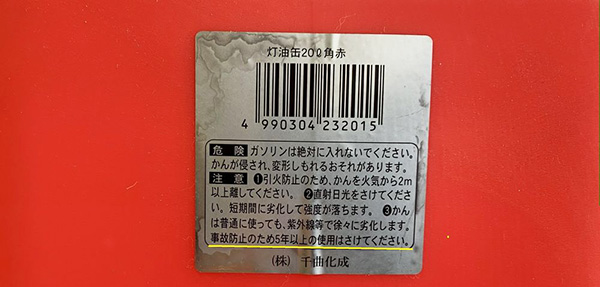 灯油缶20ℓ角赤
4 990304 232015
危険 ガソリンは絶対に入れないでください。
かんが侵され、変形しもれるおそれがあります。
注意 ❶引火防止のため、かんを火気から2m
以上離してください。 ❷直射日光をさけてくださ
い。短期間に劣化して強度が落ちます。 ❸かん
は普通に使っても、紫外線等で徐々に劣化します。
事故防止のため5年以上の使用はさけてください。
(株) 千曲化成